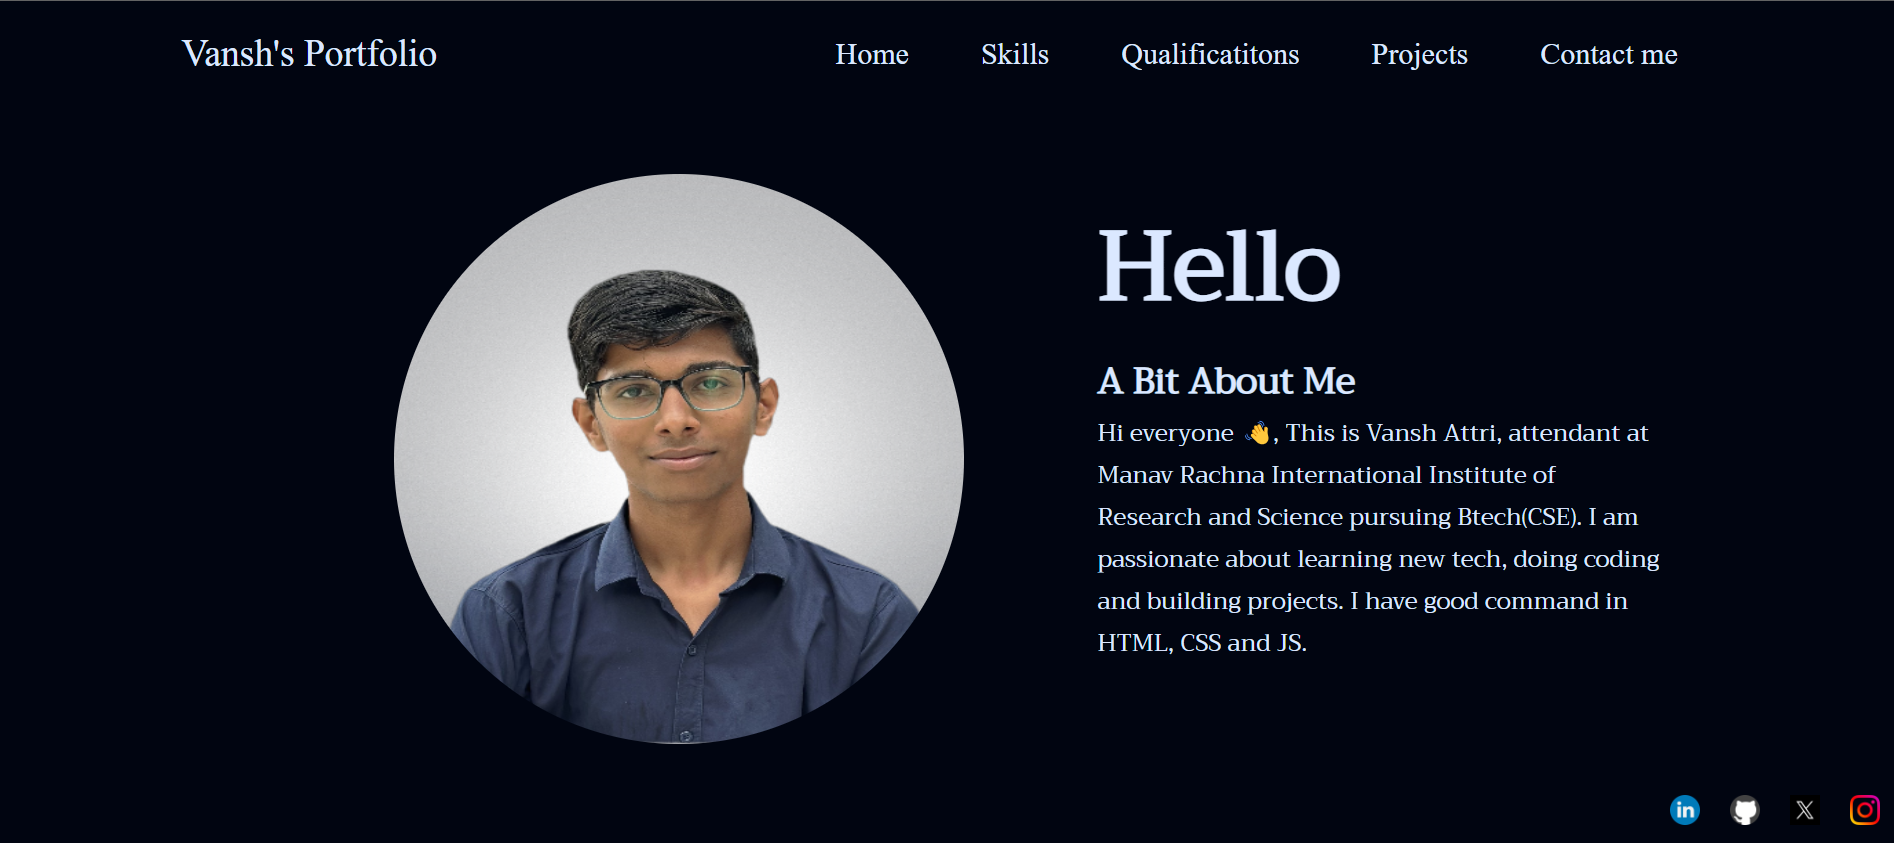 Vansh's Portfolio
Home Skills Qualificatitons Projects Contact me
Hello
A Bit About Me
Hi everyone 👋, This is Vansh Attri, attendant at
Manav Rachna International Institute of
Research and Science pursuing Btech(CSE). I am
passionate about learning new tech, doing coding
and building projects. I have good command in
HTML, CSS and JS.
in
X